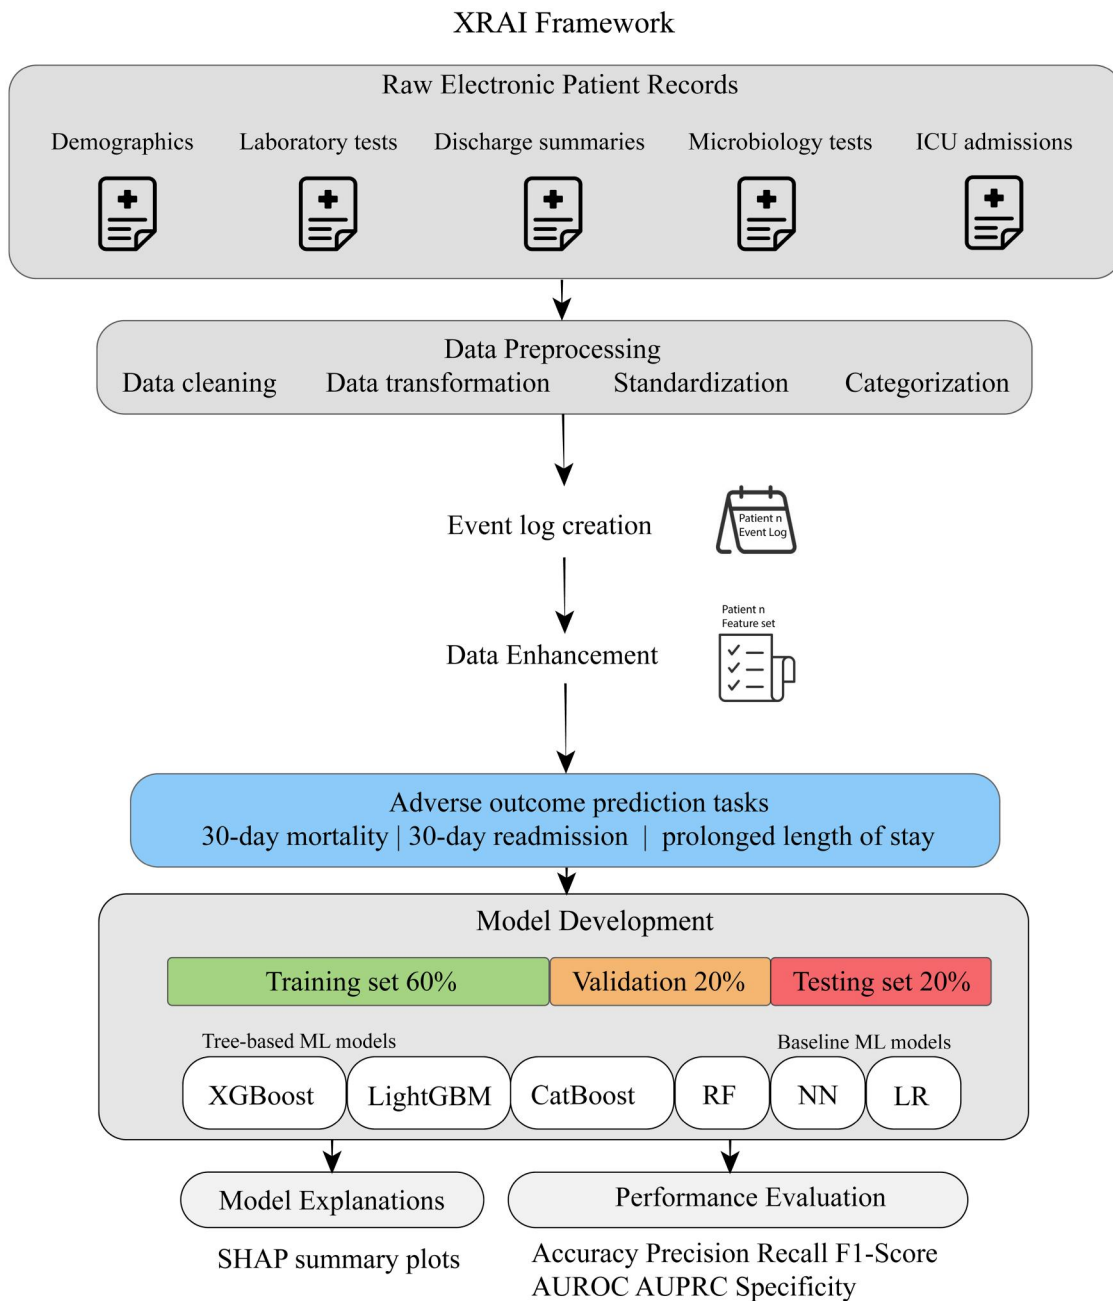 XRAI Framework
Raw Electronic Patient Records
Demographics Laboratory tests Discharge summaries Microbiology tests ICU admissions
Data Preprocessing
Data cleaning Data transformation Standardization Categorization
Event log creation
Patient n
Event Log
Patient n
Feature set
Data Enhancement
Adverse outcome prediction tasks
30-day mortality | 30-day readmission | prolonged length of stay
Model Development
Training set 60% Validation 20% Testing set 20%
Tree-based ML models Baseline ML models
XGBoost LightGBM CatBoost RF NN LR
Model Explanations Performance Evaluation
SHAP summary plots
Accuracy Precision Recall F1-Score
AUROC AUPRC Specificity